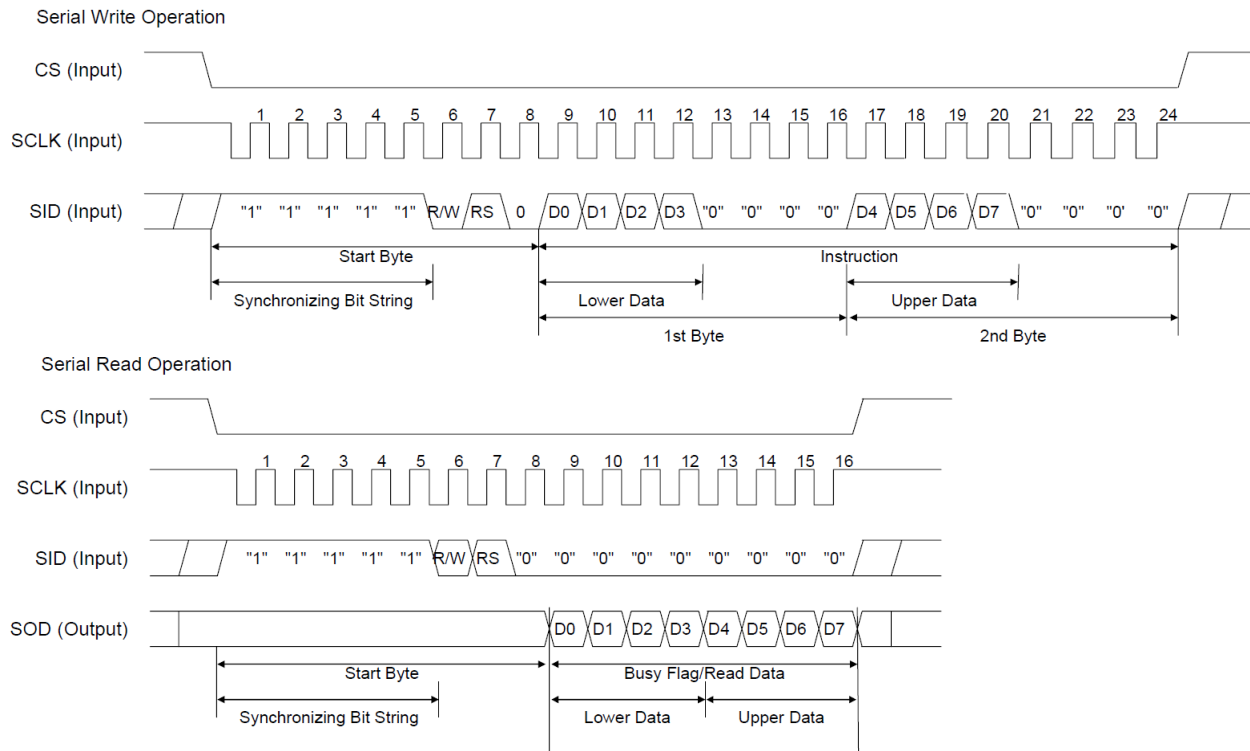 Serial Write Operation
CS (Input)
1 2 3 4 5 6 7 8 9 10 11 12 13 14 15 16 17 18 19 20 21 22 23 24
SCLK (Input)
SID (Input) "1" "1" "1" "1" "1" R/W RS 0 D0 D1 D2 D3 "0" "0" "0" "0" D4 D5 D6 D7 "0" "0" "0' "0"
Start Byte Instruction
Synchronizing Bit String Lower Data Upper Data
1st Byte 2nd Byte
Serial Read Operation
CS (Input)
1 2 3 4 5 6 7 8 9 10 11 12 13 14 15 16
SCLK (Input)
SID (Input) "1" "1" "1" "1" "1" R/W RS "0" "0" "0" "0" "0" "0" "0" "0" "0"
SOD (Output) D0 D1 D2 D3 D4 D5 D6 D7
Start Byte Busy Flag/Read Data
Synchronizing Bit String Lower Data Upper Data